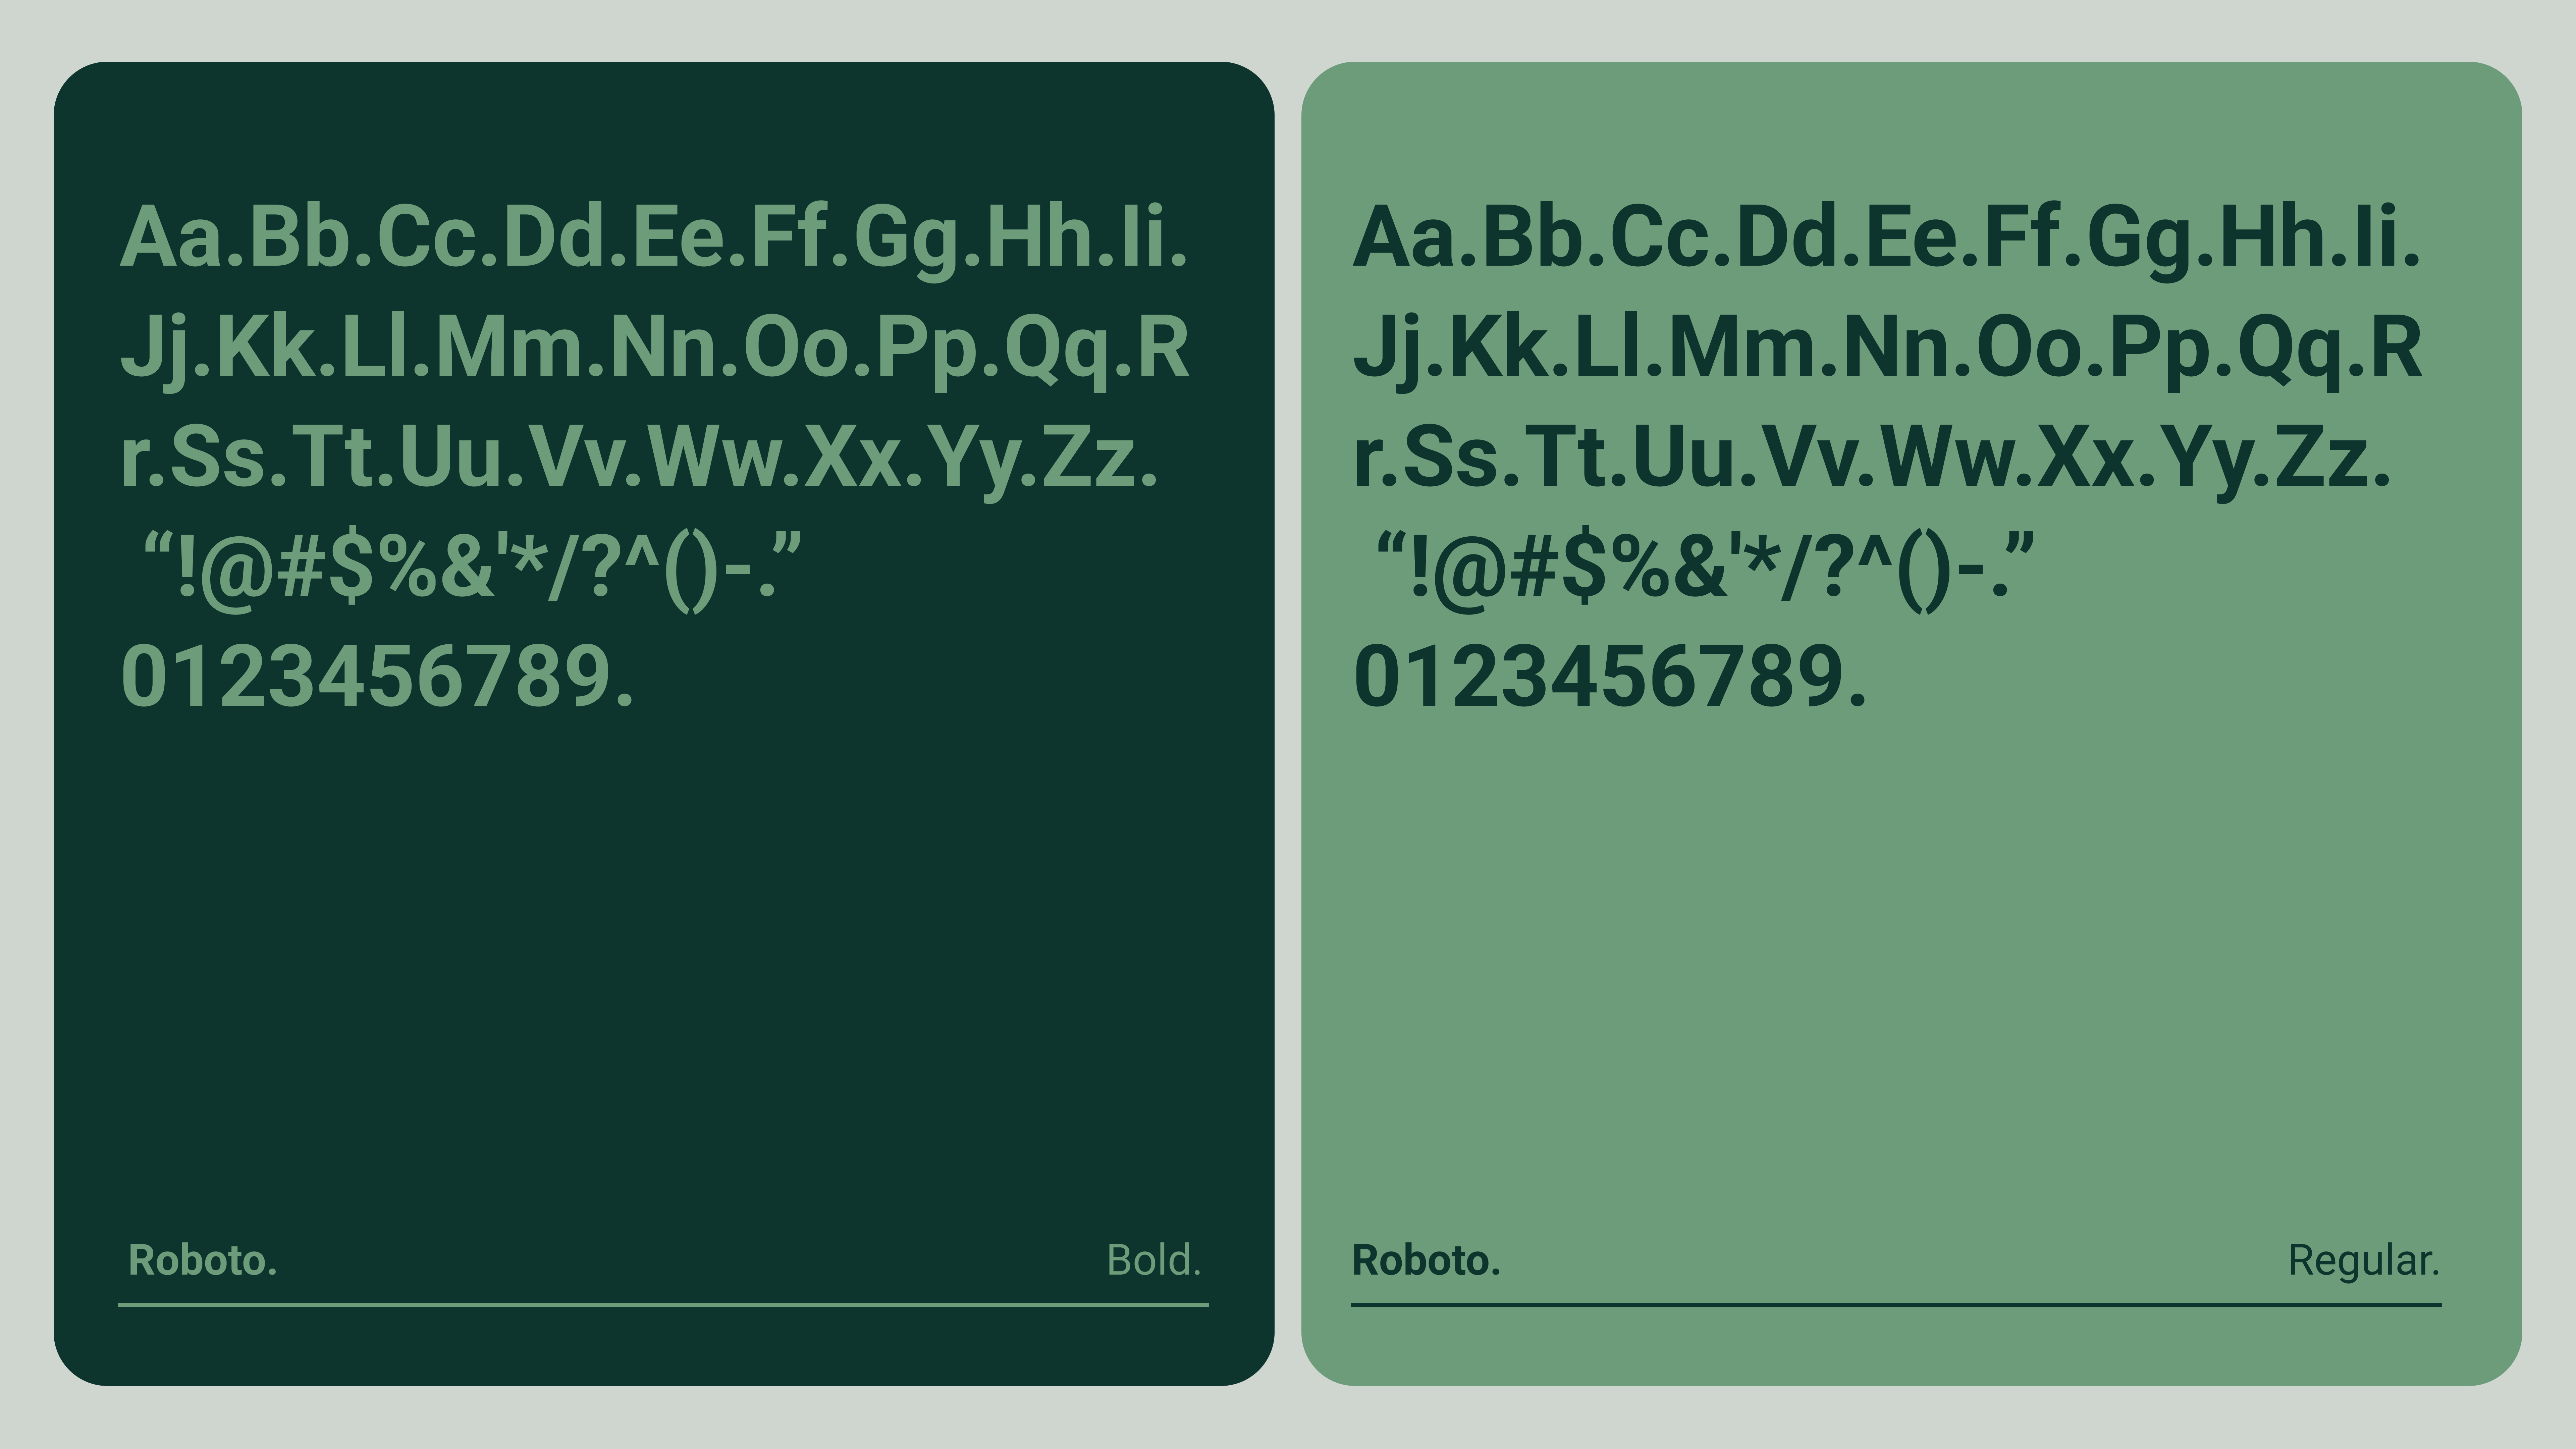 Aa.Bb.Cc.Dd.Ee.Ff.Gg.Hh.Ii.
Jj.Kk.Ll.Mm.Nn.Oo.Pp.Qq.R
r.Ss.Tt.Uu.Vv.Ww.Xx.Yy.Zz.
“!@#$%&'*/?^()-.”
0123456789.
Roboto. Bold.
Aa.Bb.Cc.Dd.Ee.Ff.Gg.Hh.Ii.
Jj.Kk.Ll.Mm.Nn.Oo.Pp.Qq.R
r.Ss.Tt.Uu.Vv.Ww.Xx.Yy.Zz.
“!@#$%&'*/?^()-.”
0123456789.
Roboto. Regular.